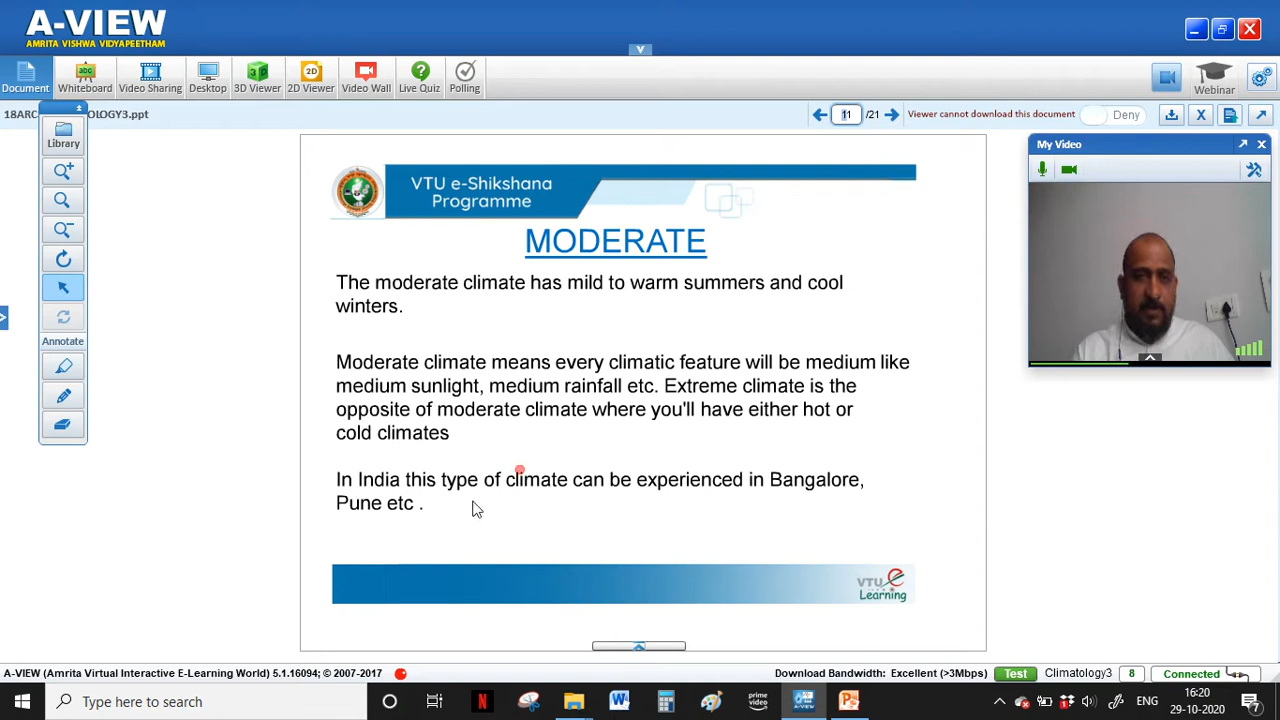 A-VIEW
AMRITA VISHWA VIDYAPEETHAM
Document
abc
Whiteboard
Video Sharing
Desktop
3D
3D Viewer
2D
2D Viewer
Video Wall
Live Quiz
Polling
Webinar
18ARC
OLOGY3.ppt
11 /21
Viewer cannot download this document
Deny
X
Library
Annotate
My Video
VTU e-Shikshana
Programme
MODERATE
The moderate climate has mild to warm summers and cool
winters.
Moderate climate means every climatic feature will be medium like
medium sunlight, medium rainfall etc. Extreme climate is the
opposite of moderate climate where you'll have either hot or
cold climates
In India this type of climate can be experienced in Bangalore,
Pune etc .
VTU e
Learning
A-VIEW (Amrita Virtual Interactive E-Learning World) 5.1.16094; © 2007-2017
Download Bandwidth: Excellent (>3Mbps) Test Climatology3 8 Connected
Type here to search
prime
video
ENG
16:20
29-10-2020
7